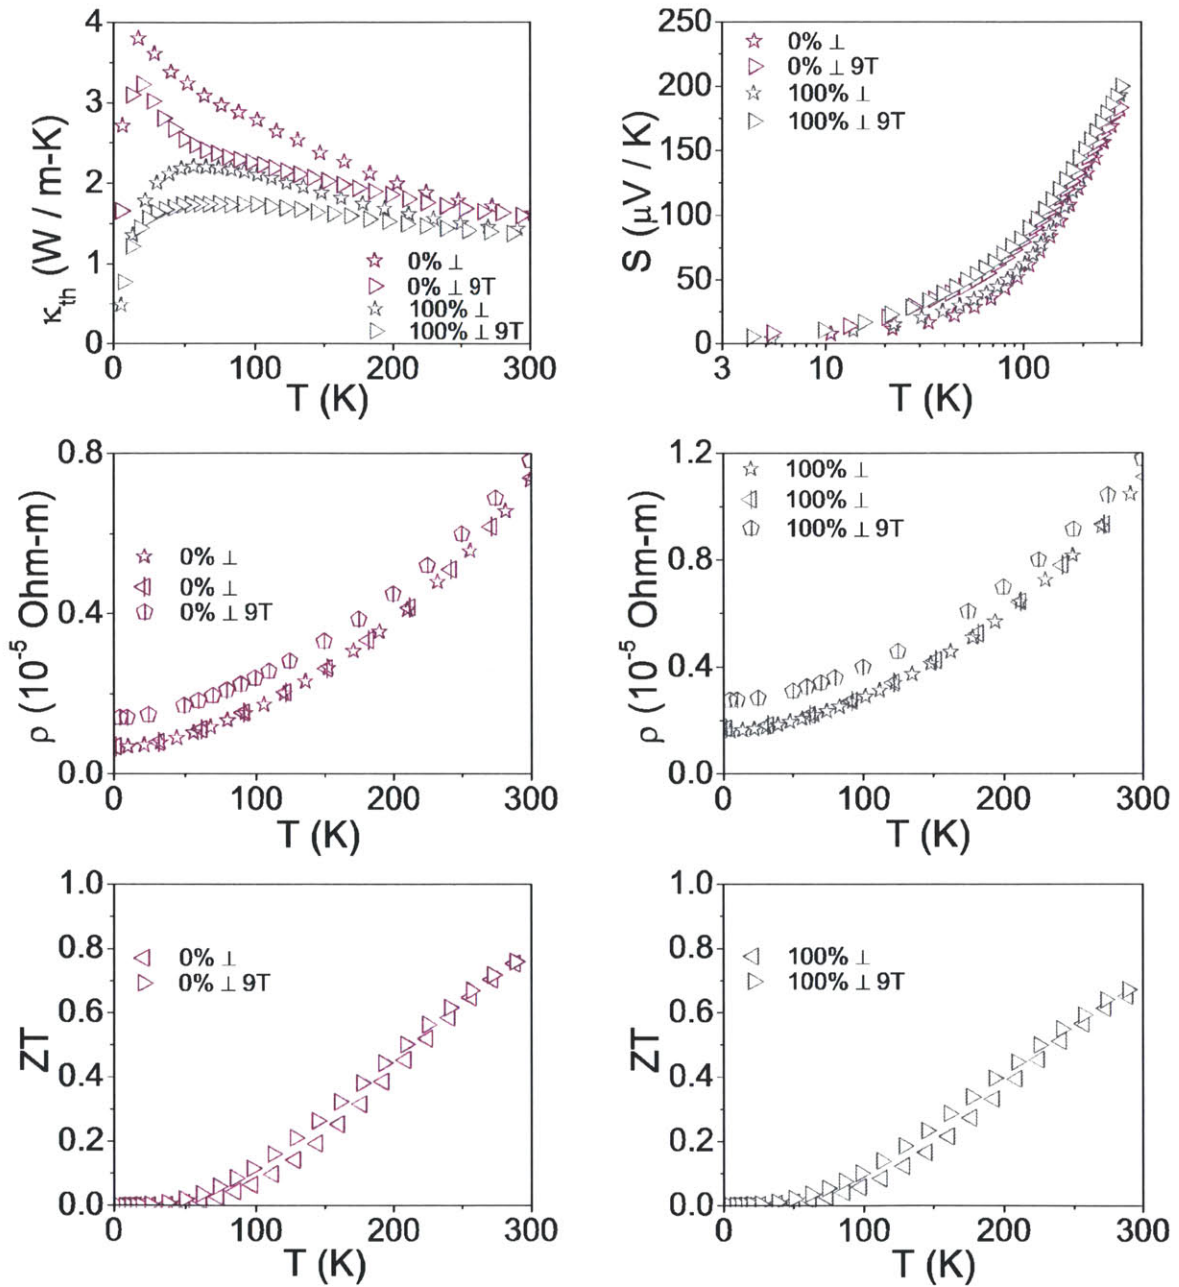 4
3
2
1
0
κth (W / m-K)
0% ⊥
0% ⊥ 9T
100% ⊥
100% ⊥ 9T
0 100 200 300
T (K)
250
200
150
100
50
0
S (μV / K)
0% ⊥
0% ⊥ 9T
100% ⊥
100% ⊥ 9T
3 10 100
T (K)
0.8
0.4
0.0
ρ (10⁻⁵ Ohm-m)
0% ⊥
0% ⊥
0% ⊥ 9T
0 100 200 300
T (K)
1.2
0.8
0.4
0.0
ρ (10⁻⁵ Ohm-m)
100% ⊥
100% ⊥
100% ⊥ 9T
0 100 200 300
T (K)
1.0
0.8
0.6
0.4
0.2
0.0
ZT
0% ⊥
0% ⊥ 9T
0 100 200 300
T (K)
1.0
0.8
0.6
0.4
0.2
0.0
ZT
100% ⊥
100% ⊥ 9T
0 100 200 300
T (K)